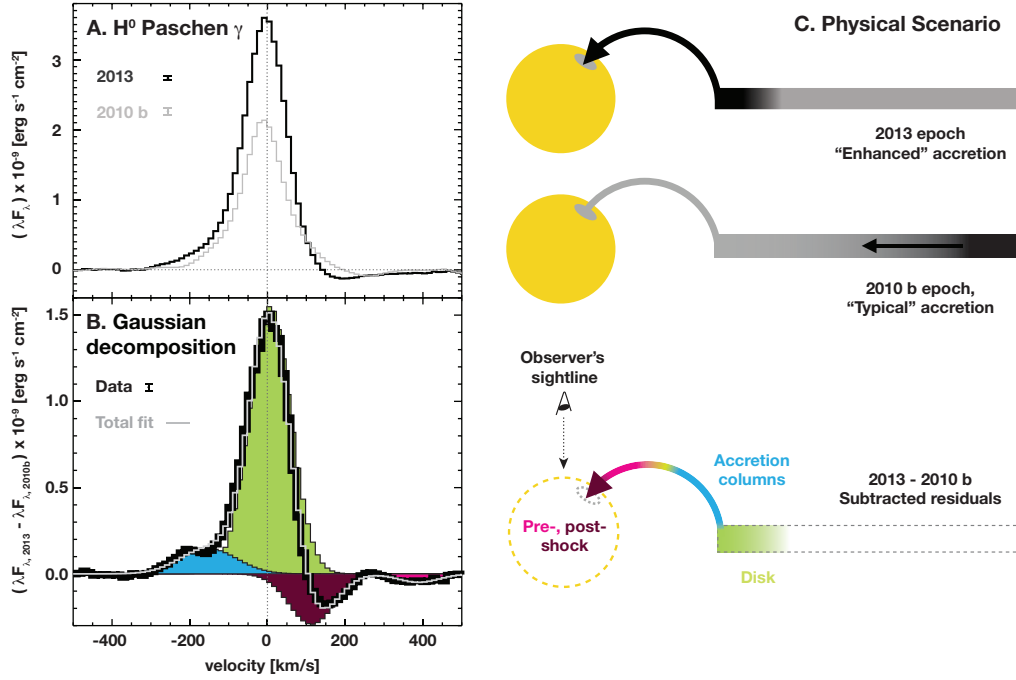 A. H⁰ Paschen γ
2013
2010 b
3
2
1
0
( λF_λ) x 10⁻⁹ [erg s⁻¹ cm⁻²]
B. Gaussian
decomposition
Data
Total fit
1.5
1.0
0.5
0.0
( λF_λ, 2013 - λF_λ, 2010b) x 10⁻⁹ [erg s⁻¹ cm⁻²]
-400 -200 0 200 400
velocity [km/s]
C. Physical Scenario
2013 epoch
“Enhanced” accretion
2010 b epoch,
“Typical” accretion
Observer's
sightline
Accretion
columns
2013 - 2010 b
Subtracted residuals
Pre-, post-
shock
Disk